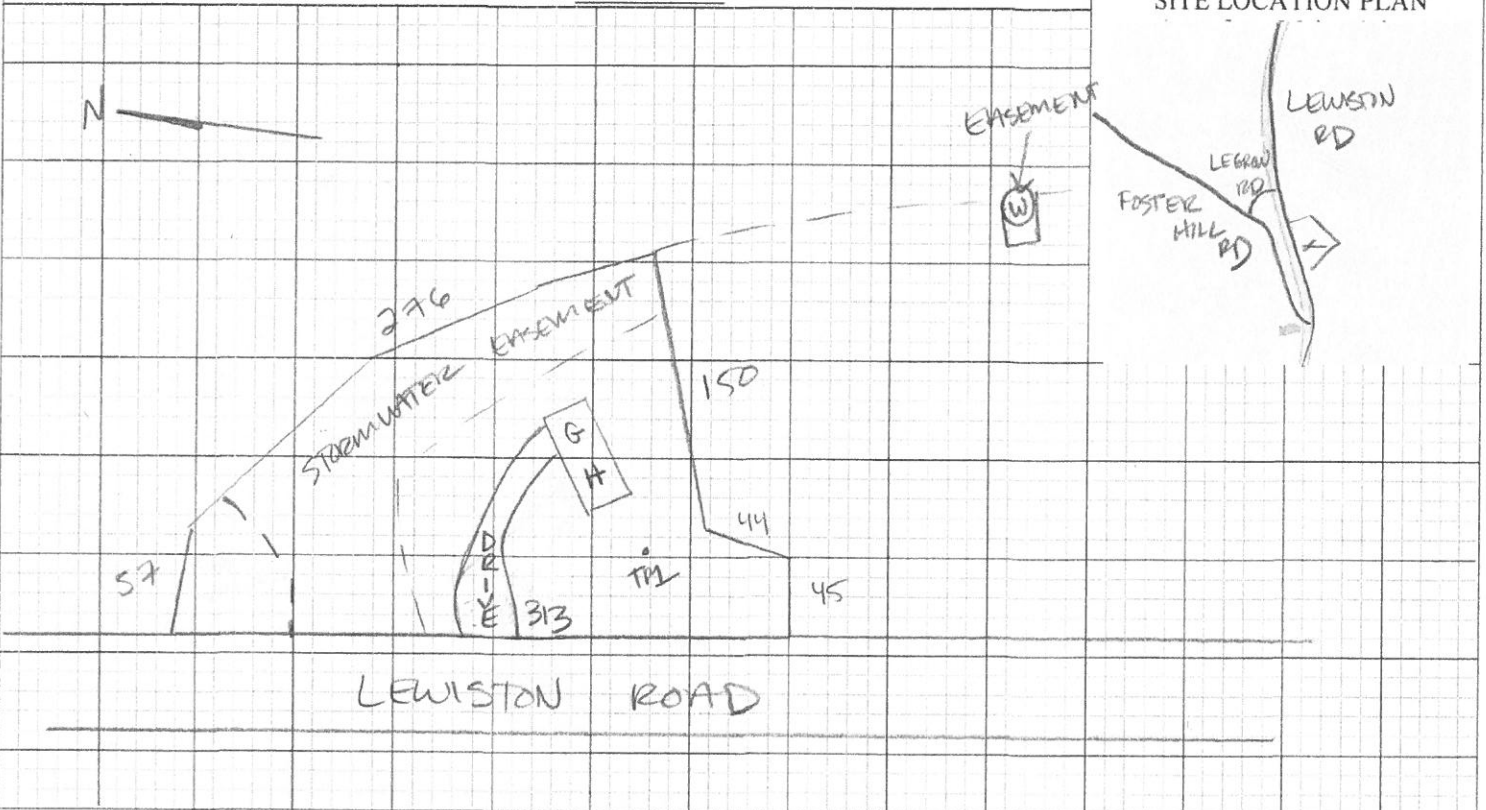 SITE LOCATION PLAN
N
EASEMENT
W
LEWISTON
RD
LEGRON
RD
FOSTER
HILL
RD
276
STORMWATER EASEMENT
150
G
H
44
57
DRIVE
313
TP1
45
LEWISTON ROAD